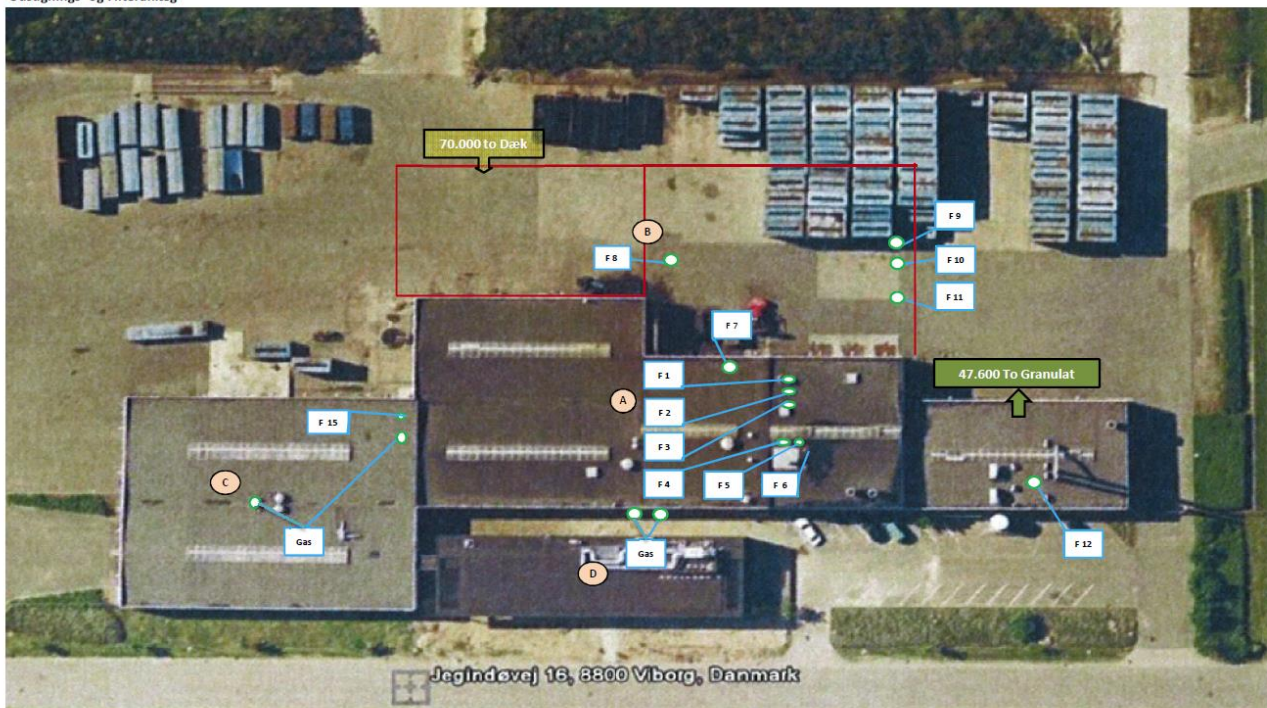 70.000 to Dæk
B
F 8
F 9
F 10
F 11
F 7
F 1
A
F 2
F 3
F 4
F 5
F 6
47.600 To Granulat
F 15
C
Gas
Gas
D
F 12
Jegindøvej 16, 8800 Viborg, Danmark